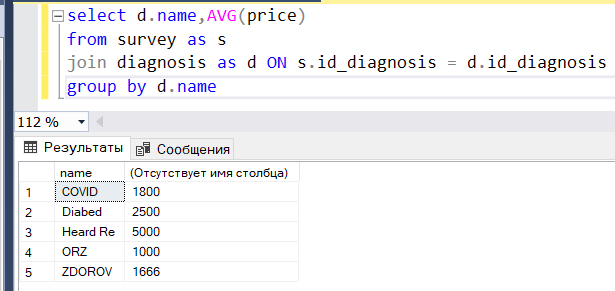 select d.name,AVG(price)
from survey as s
join diagnosis as d ON s.id_diagnosis = d.id_diagnosis
group by d.name
112 %
Результаты Сообщения
name (Отсутствует имя столбца)
1 COVID 1800
2 Diabed 2500
3 Heard Re 5000
4 ORZ 1000
5 ZDOROV 1666